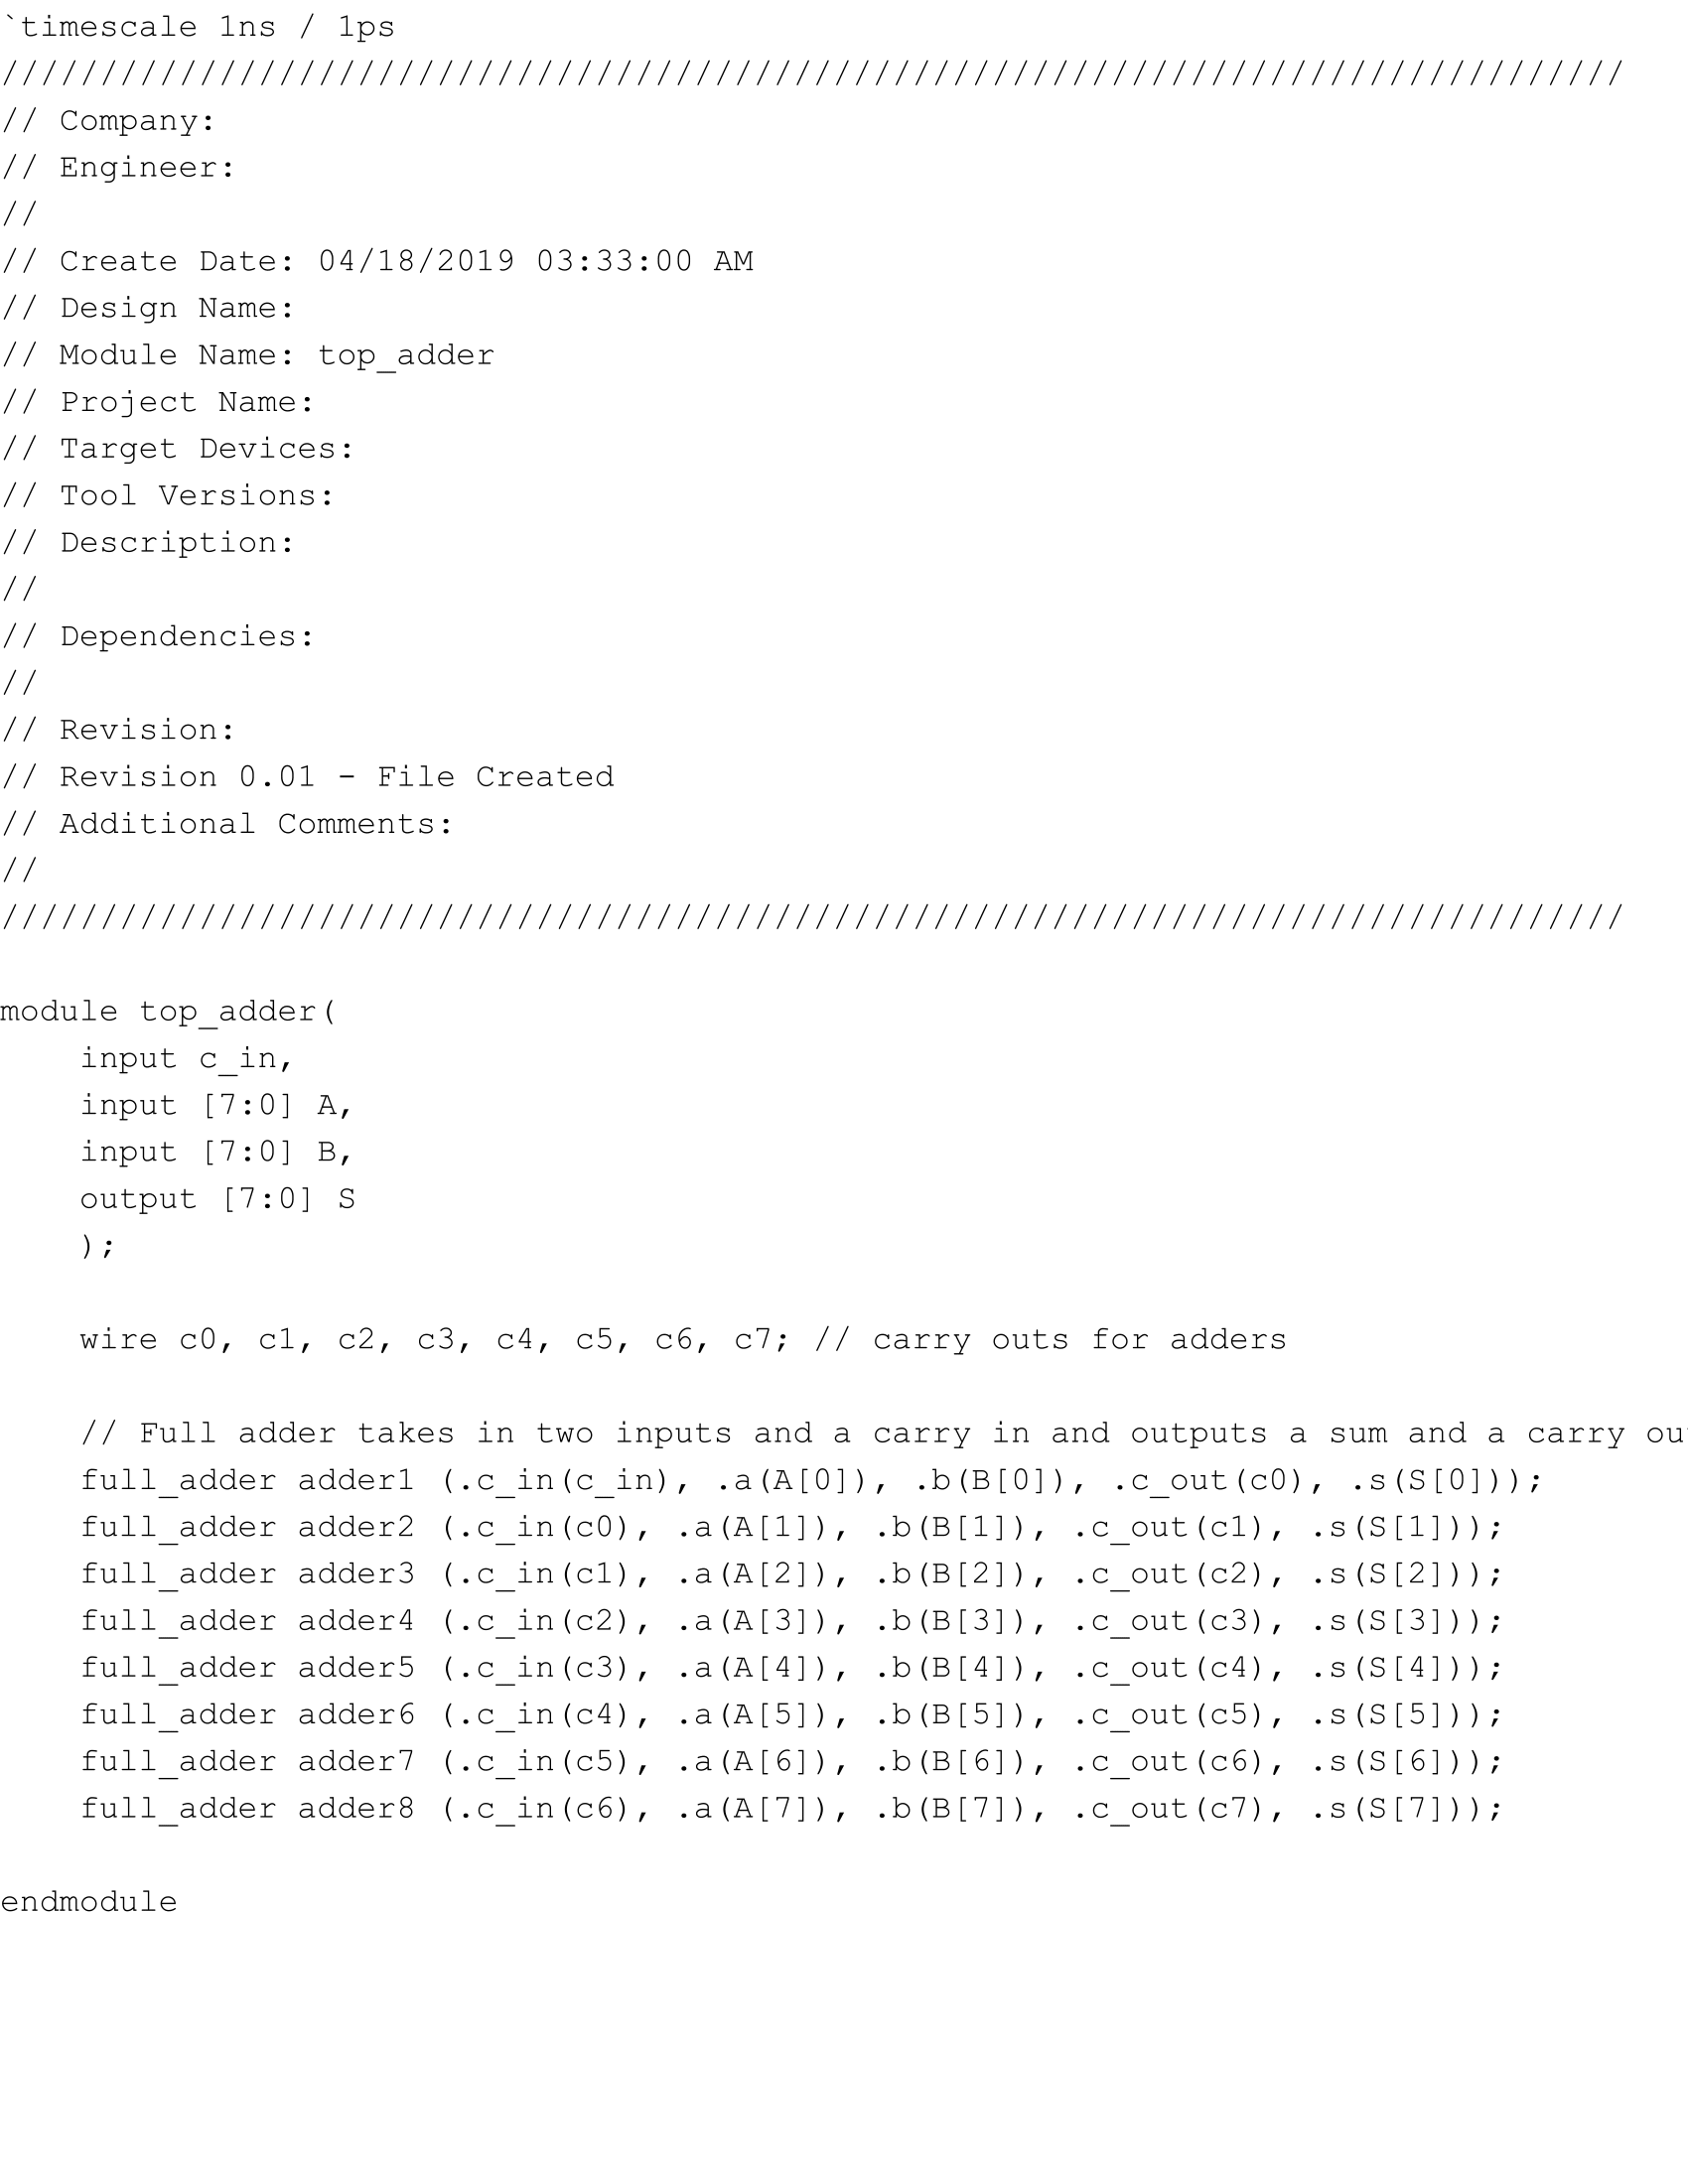 `timescale 1ns / 1ps
//////////////////////////////////////////////////////////////////////////////////
// Company:
// Engineer:
//
// Create Date: 04/18/2019 03:33:00 AM
// Design Name:
// Module Name: top_adder
// Project Name:
// Target Devices:
// Tool Versions:
// Description:
//
// Dependencies:
//
// Revision:
// Revision 0.01 - File Created
// Additional Comments:
//
//////////////////////////////////////////////////////////////////////////////////

module top_adder(
    input c_in,
    input [7:0] A,
    input [7:0] B,
    output [7:0] S
    );

    wire c0, c1, c2, c3, c4, c5, c6, c7; // carry outs for adders

    // Full adder takes in two inputs and a carry in and outputs a sum and a carry ou
    full_adder adder1 (.c_in(c_in), .a(A[0]), .b(B[0]), .c_out(c0), .s(S[0]));
    full_adder adder2 (.c_in(c0), .a(A[1]), .b(B[1]), .c_out(c1), .s(S[1]));
    full_adder adder3 (.c_in(c1), .a(A[2]), .b(B[2]), .c_out(c2), .s(S[2]));
    full_adder adder4 (.c_in(c2), .a(A[3]), .b(B[3]), .c_out(c3), .s(S[3]));
    full_adder adder5 (.c_in(c3), .a(A[4]), .b(B[4]), .c_out(c4), .s(S[4]));
    full_adder adder6 (.c_in(c4), .a(A[5]), .b(B[5]), .c_out(c5), .s(S[5]));
    full_adder adder7 (.c_in(c5), .a(A[6]), .b(B[6]), .c_out(c6), .s(S[6]));
    full_adder adder8 (.c_in(c6), .a(A[7]), .b(B[7]), .c_out(c7), .s(S[7]));

endmodule